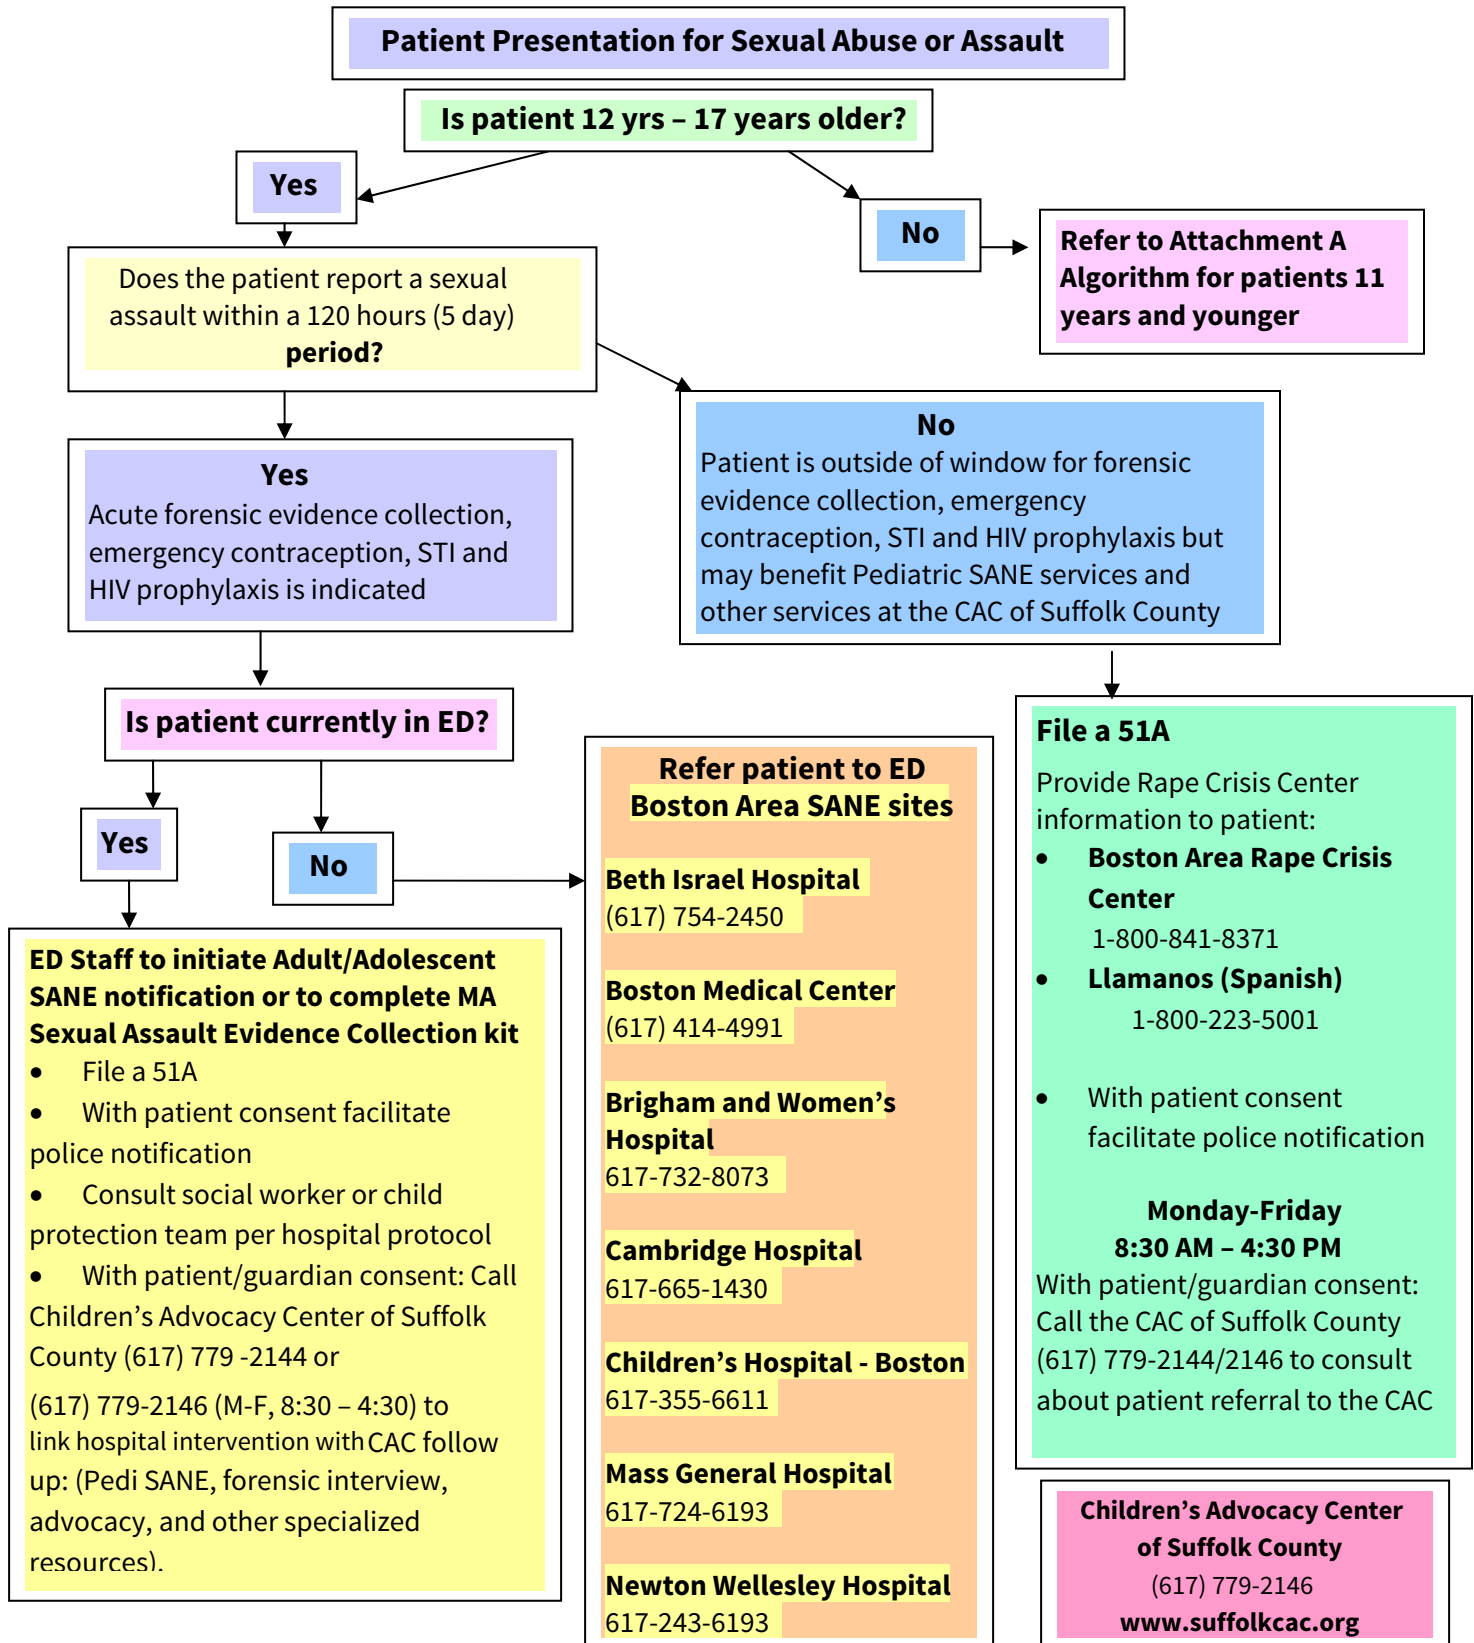 Patient Presentation for Sexual Abuse or Assault
Is patient 12 yrs – 17 years older?
Yes
No
Refer to Attachment A
Algorithm for patients 11
years and younger
Does the patient report a sexual
assault within a 120 hours (5 day)
period?
Yes
Acute forensic evidence collection,
emergency contraception, STI and
HIV prophylaxis is indicated
No
Patient is outside of window for forensic
evidence collection, emergency
contraception, STI and HIV prophylaxis but
may benefit Pediatric SANE services and
other services at the CAC of Suffolk County
Is patient currently in ED?
Yes
No
ED Staff to initiate Adult/Adolescent
SANE notification or to complete MA
Sexual Assault Evidence Collection kit
• File a 51A
• With patient consent facilitate
police notification
• Consult social worker or child
protection team per hospital protocol
• With patient/guardian consent: Call
Children’s Advocacy Center of Suffolk
County (617) 779 -2144 or
(617) 779-2146 (M-F, 8:30 – 4:30) to
link hospital intervention with CAC follow
up: (Pedi SANE, forensic interview,
advocacy, and other specialized
resources).
Refer patient to ED
Boston Area SANE sites
Beth Israel Hospital
(617) 754-2450
Boston Medical Center
(617) 414-4991
Brigham and Women’s
Hospital
617-732-8073
Cambridge Hospital
617-665-1430
Children’s Hospital - Boston
617-355-6611
Mass General Hospital
617-724-6193
Newton Wellesley Hospital
617-243-6193
File a 51A
Provide Rape Crisis Center
information to patient:
• Boston Area Rape Crisis
Center
1-800-841-8371
• Llamanos (Spanish)
1-800-223-5001
• With patient consent
facilitate police notification
Monday-Friday
8:30 AM – 4:30 PM
With patient/guardian consent:
Call the CAC of Suffolk County
(617) 779-2144/2146 to consult
about patient referral to the CAC
Children’s Advocacy Center
of Suffolk County
(617) 779-2146
www.suffolkcac.org